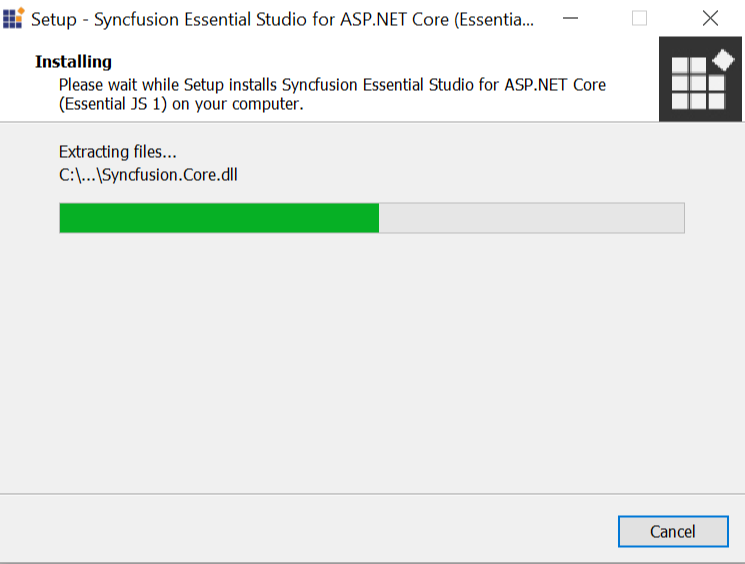 Setup - Syncfusion Essential Studio for ASP.NET Core (Essentia...
Installing
Please wait while Setup installs Syncfusion Essential Studio for ASP.NET Core
(Essential JS 1) on your computer.
Extracting files...
C:\...\Syncfusion.Core.dll
Cancel